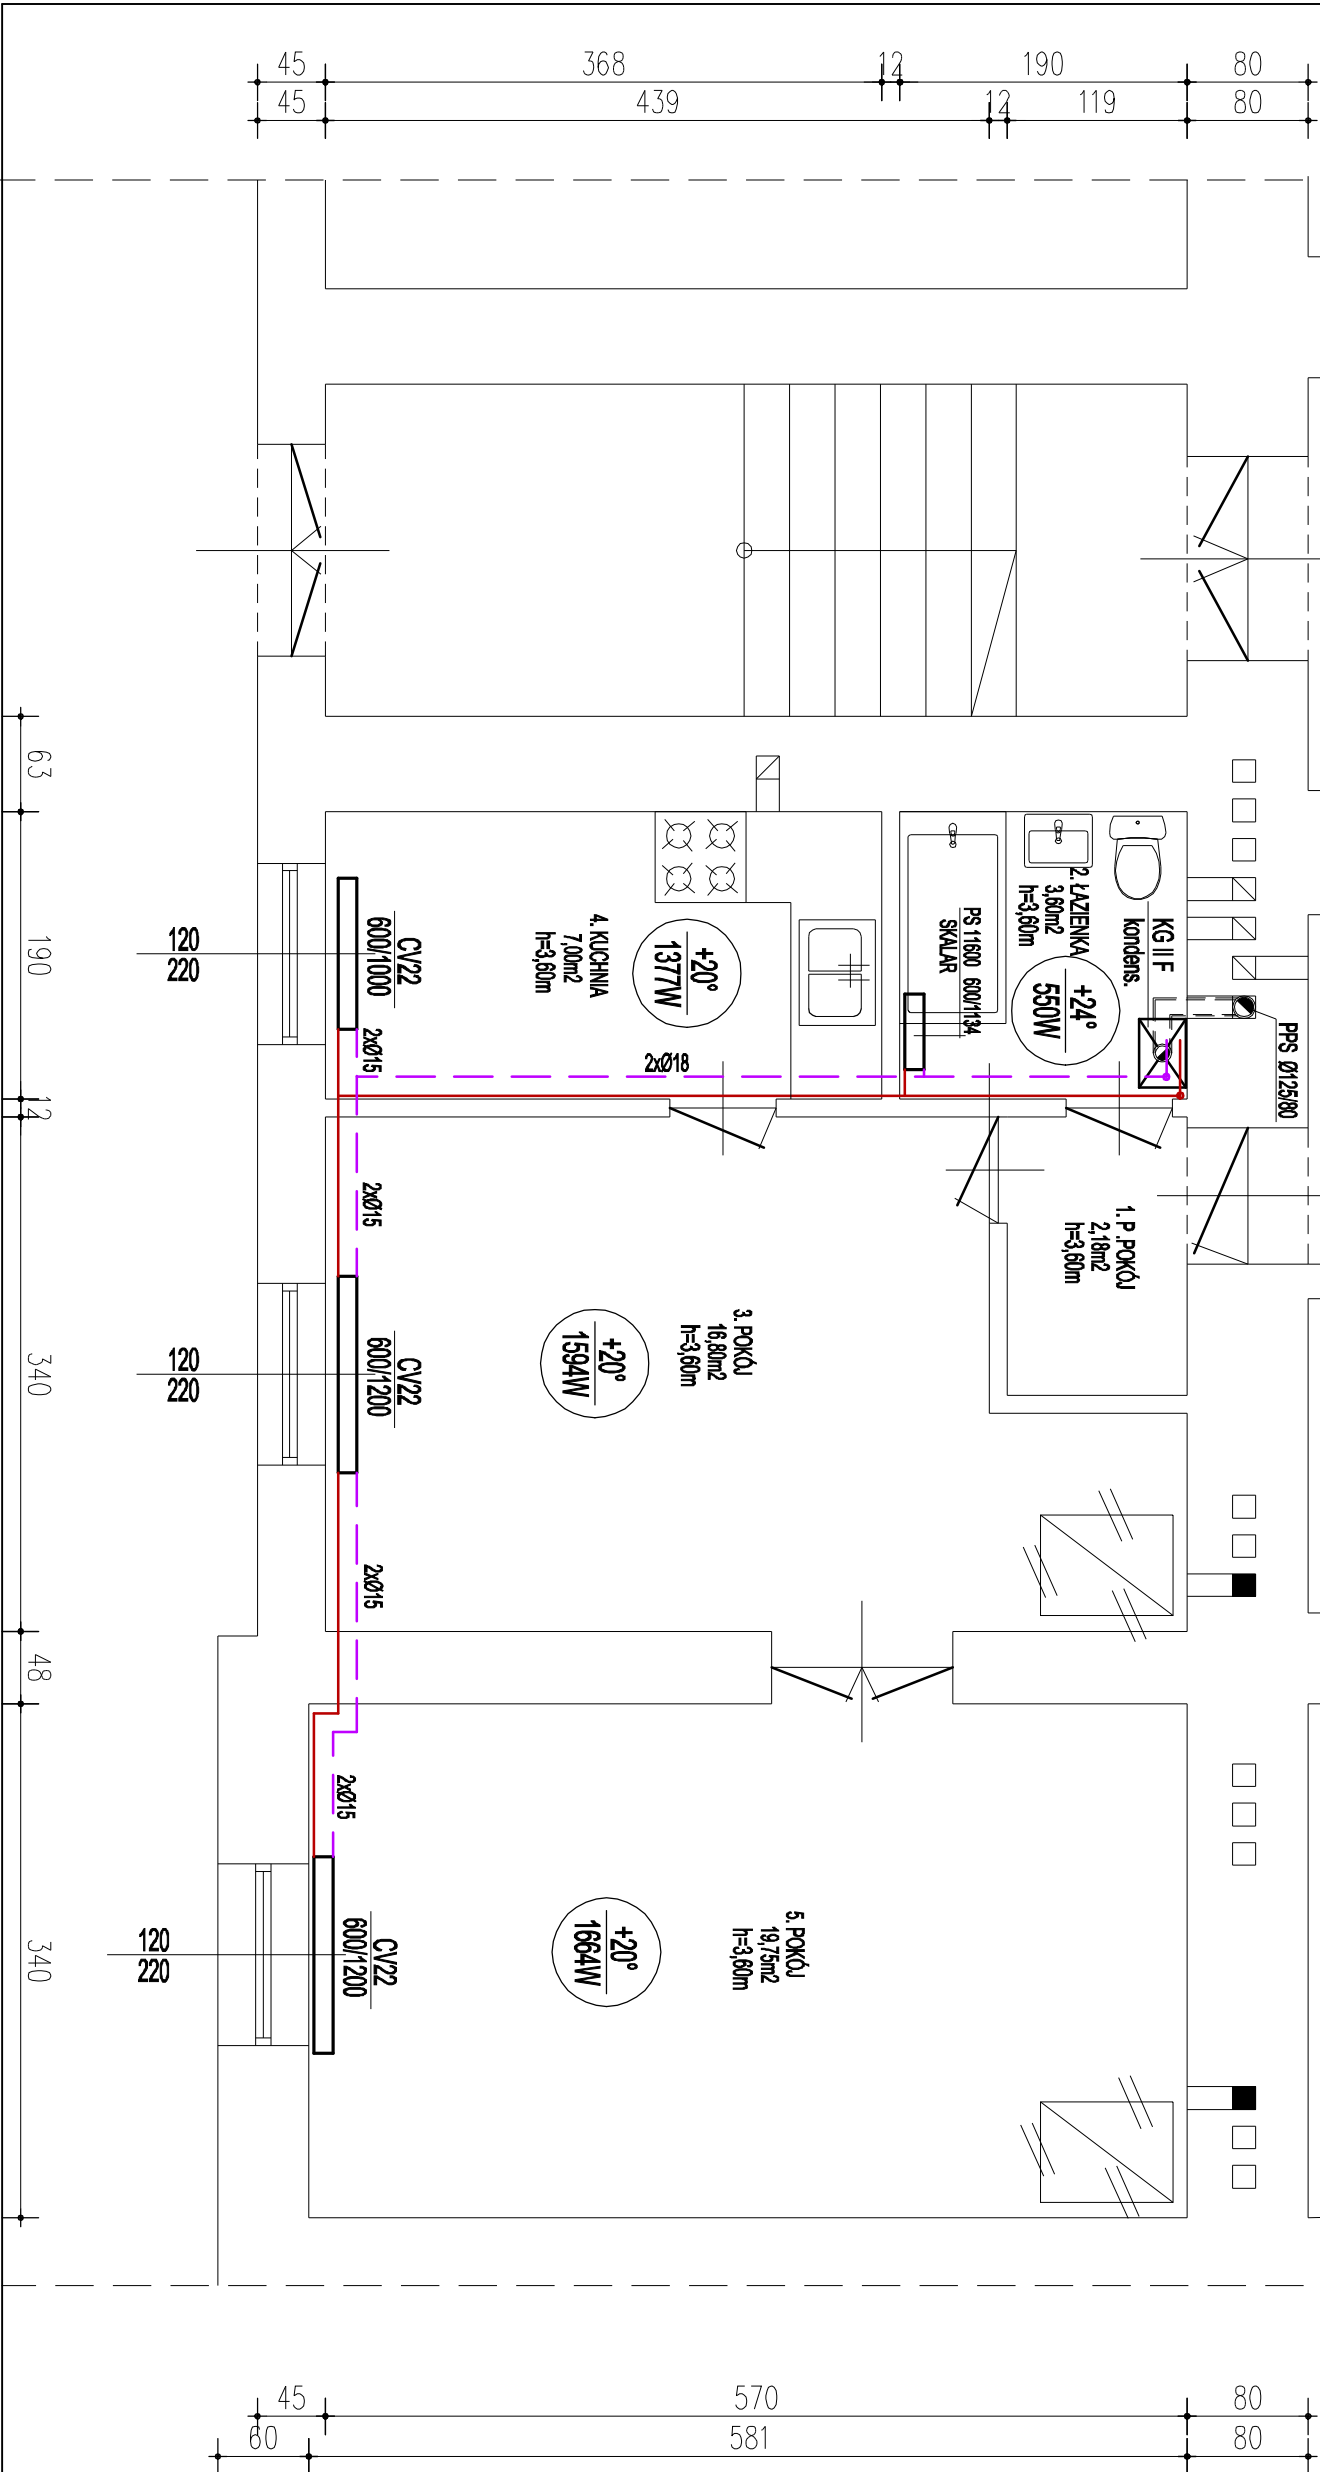 45
368
12
190
80
45
439
12
119
80
63
190
12
340
48
340
PPS Ø125/80
KG II F
kondens.
2. ŁAZIENKA
3,60m2
h=3,60m
+24°
550W
PS 11600 600/1134,
SKALAR
4. KUCHNIA
7,00m2
h=3,60m
+20°
1377W
CV22
600/1000
120
220
2xØ15
2xØ18
1. P .POKÓJ
2,18m2
h=3,60m
3. POKÓJ
16,80m2
h=3,60m
+20°
1594W
2xØ15
CV22
600/1200
120
220
2xØ15
5. POKÓJ
19,75m2
h=3,60m
+20°
1664W
2xØ15
CV22
600/1200
120
220
45
570
80
60
581
80